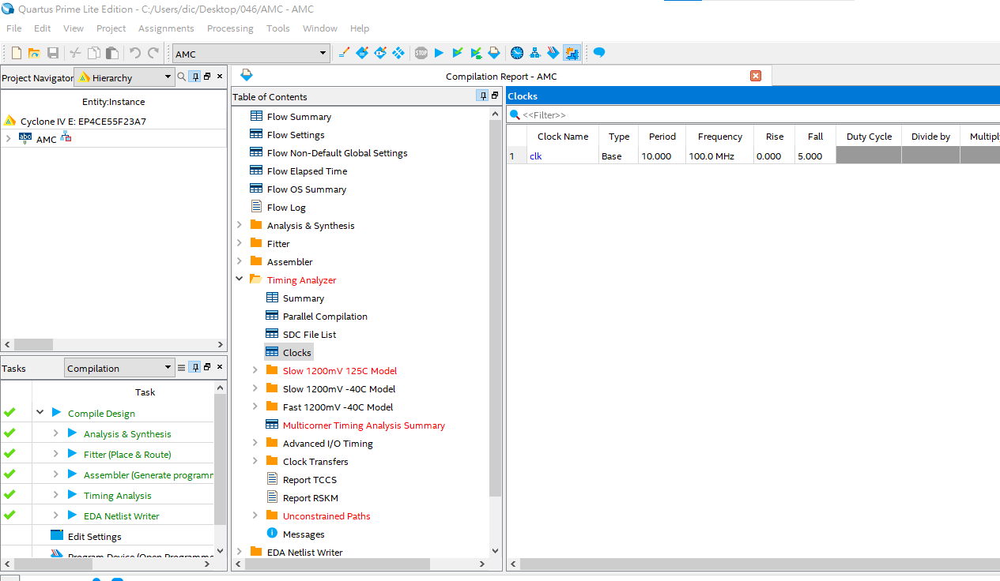 Quartus Prime Lite Edition - C:/Users/dic/Desktop/046/AMC - AMC
File Edit View Project Assignments Processing Tools Window Help
AMC
STOP
Project Navigator Hierarchy
Entity:Instance
Cyclone IV E: EP4CE55F23A7
abc AMC
Tasks Compilation
Task
Compile Design
Analysis & Synthesis
Fitter (Place & Route)
Assembler (Generate programm
Timing Analysis
EDA Netlist Writer
Edit Settings
Program Device (Open Programme
Compilation Report - AMC
Table of Contents
Flow Summary
Flow Settings
Flow Non-Default Global Settings
Flow Elapsed Time
Flow OS Summary
Flow Log
Analysis & Synthesis
Fitter
Assembler
Timing Analyzer
Summary
Parallel Compilation
SDC File List
Clocks
Slow 1200mV 125C Model
Slow 1200mV -40C Model
Fast 1200mV -40C Model
Multicorner Timing Analysis Summary
Advanced I/O Timing
Clock Transfers
Report TCCS
Report RSKM
Unconstrained Paths
Messages
EDA Netlist Writer
Clocks
<<Filter>>
Clock Name Type Period Frequency Rise Fall Duty Cycle Divide by Multiply
1 clk Base 10.000 100.0 MHz 0.000 5.000